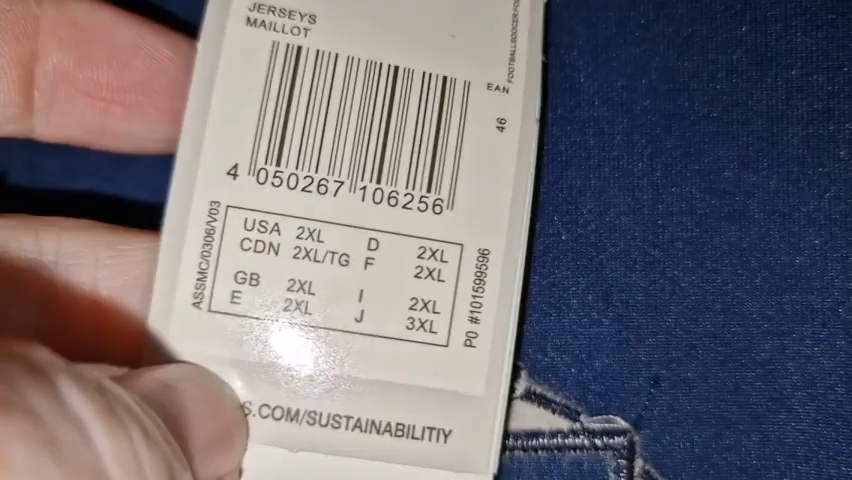 JERSEYS
MAILLOT
EAN
46
4 050267 106256
USA 2XL D 2XL
CDN 2XL/TG F 2XL
GB 2XL I 2XL
E 2XL J 3XL
ASSMC/0306/V03
PO #101599596
S.COM/SUSTAINABILITIY